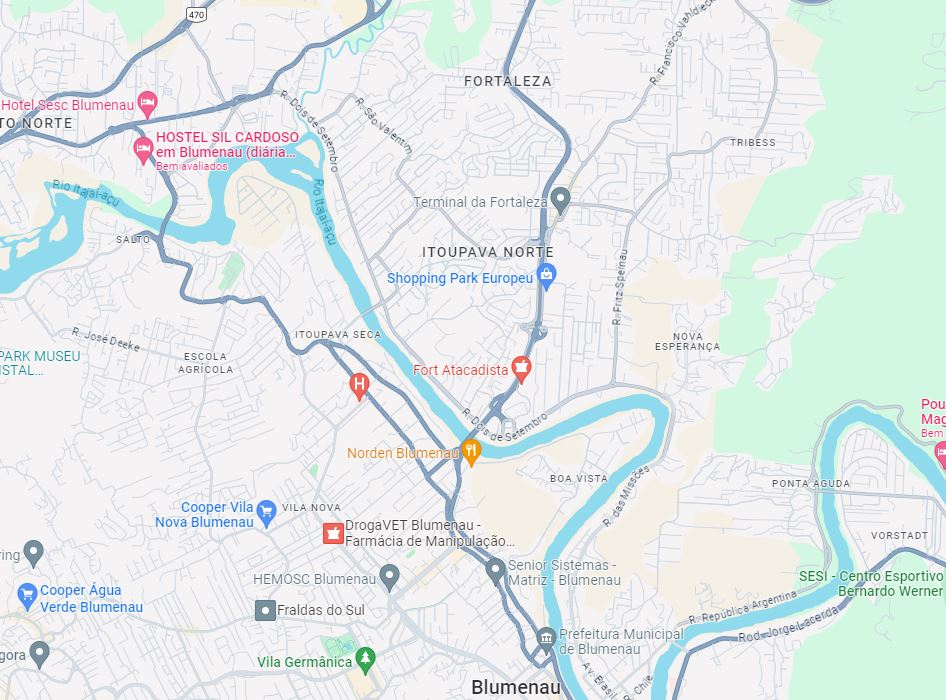 470
R. Francisco Vahldieck
FORTALEZA
Hotel Sesc Blumenau
TO NORTE
R. Dois de Setembro
R. São Valentim
HOSTEL SIL CARDOSO
em Blumenau (diária...
Bem avaliados
TRIBESS
Rio Itajaí-açu
Rio Itajaí-açu
Terminal da Fortaleza
SALTO
ITOUPAVA NORTE
Shopping Park Europeu
R. Fritz Spernau
ITOUPAVA SECA
R. José Deeke
NOVA
ESPERANÇA
PARK MUSEU
ISTAL...
ESCOLA
AGRÍCOLA
Fort Atacadista
R. Dois de Setembro
Pou
Mag
Bem
Norden Blumenau
BOA VISTA
R. das Missões
PONTA AGUDA
Cooper Vila
Nova Blumenau
VILA NOVA
DrogaVET Blumenau -
Farmácia de Manipulação...
VORSTADT
ring
Senior Sistemas -
Matriz - Blumenau
HEMOSC Blumenau
SESI - Centro Esportivo
Bernardo Werner
Cooper Água
Verde Blumenau
Fraldas do Sul
R. República Argentina
Rod. Jorge Lacerda
Prefeitura Municipal
de Blumenau
gora
Vila Germânica
Av. Brasil
R. Chile
Blumenau